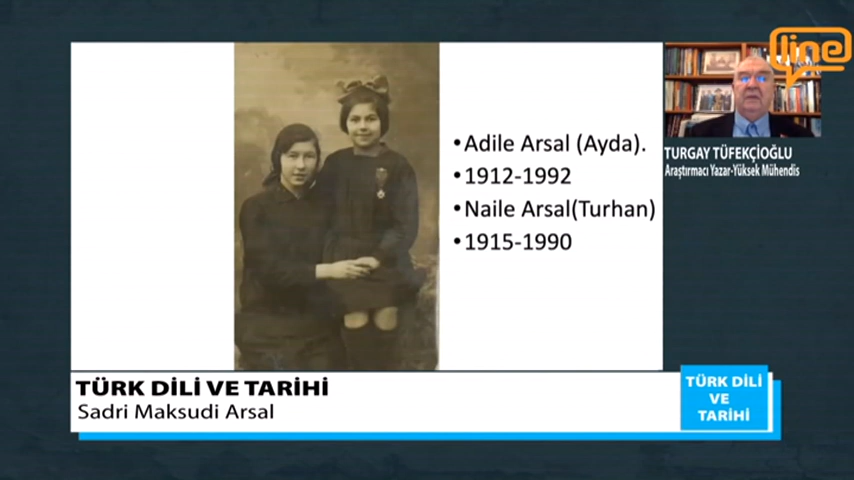 line
•Adile Arsal (Ayda).
•1912-1992
•Naile Arsal(Turhan)
•1915-1990
TURGAY TÜFEKÇİOĞLU
Araştırmacı Yazar-Yüksek Mühendis
TÜRK DİLİ VE TARİHİ
Sadri Maksudi Arsal
TÜRK DİLİ
VE
TARİHİ